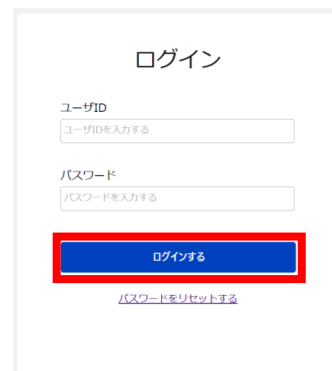 ログイン
ユーザID
ユーザIDを入力する
パスワード
パスワードを入力する
ログインする
パスワードをリセットする